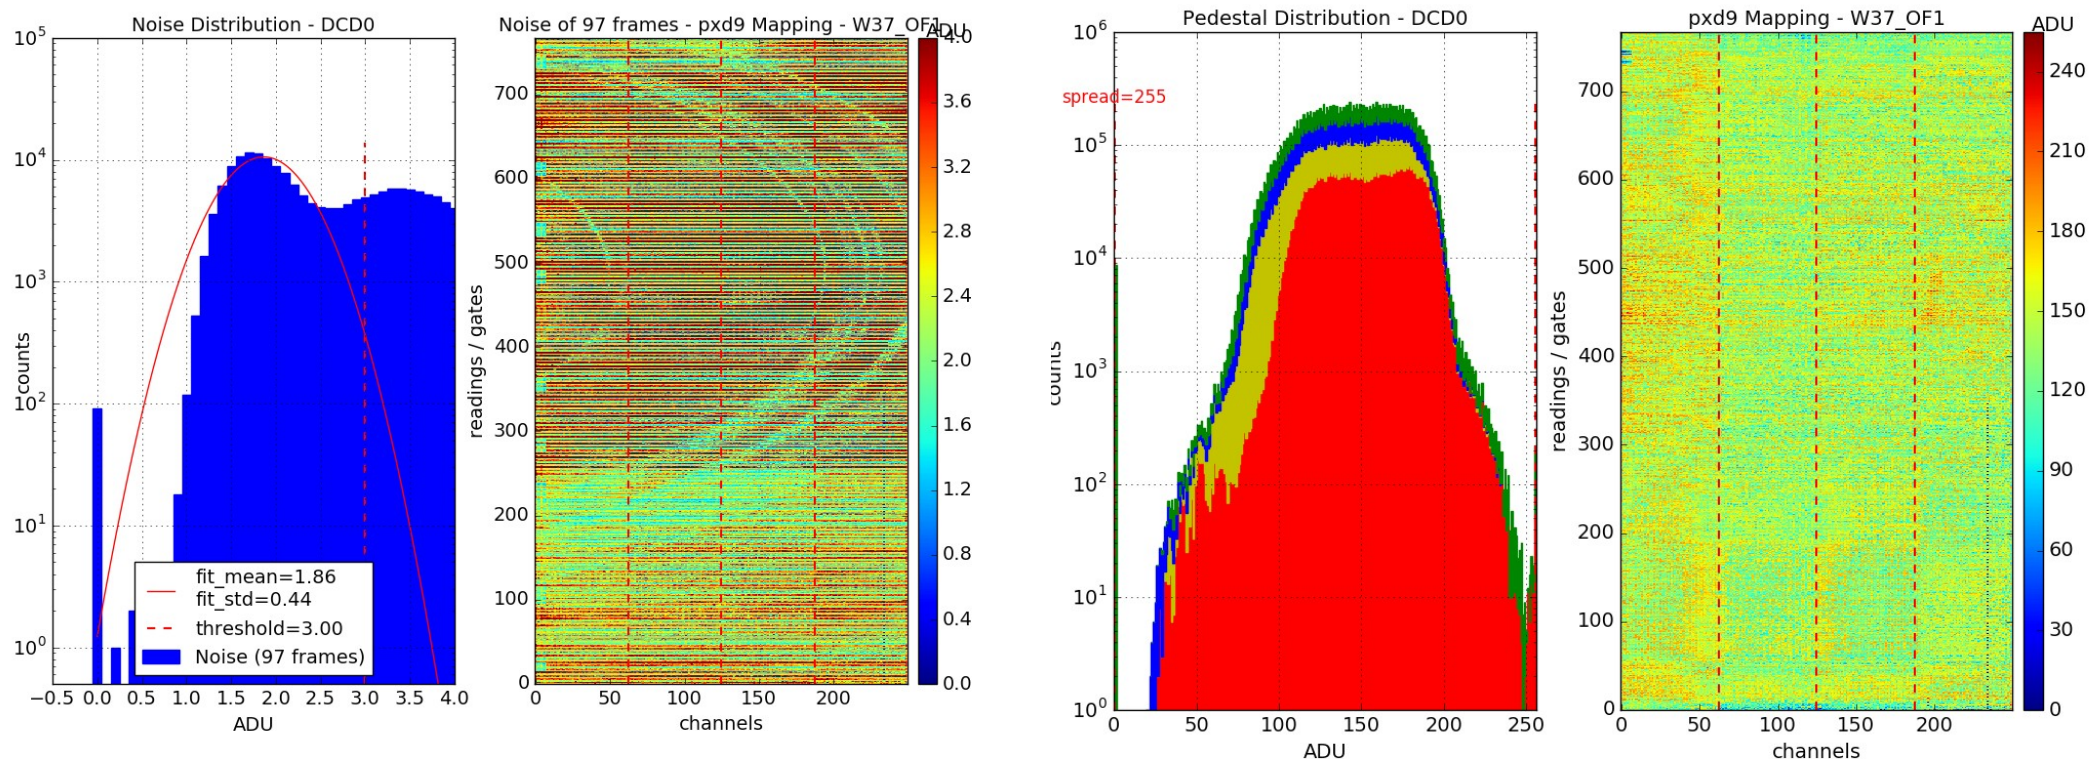 Noise Distribution - DCD0
10^5
10^4
10^3
10^2
10^1
10^0
counts
fit_mean=1.86
fit_std=0.44
threshold=3.00
Noise (97 frames)
−0.5 0.0 0.5 1.0 1.5 2.0 2.5 3.0 3.5 4.0
ADU
Noise of 97 frames - pxd9 Mapping - W37_OF1
ADU
700
600
500
400
300
200
100
0
readings / gates
0 50 100 150 200
channels
4.0
3.6
3.2
2.8
2.4
2.0
1.6
1.2
0.8
0.4
0.0
Pedestal Distribution - DCD0
10^6
spread=255
10^5
10^4
10^3
10^2
10^1
10^0
counts
0 50 100 150 200 250
ADU
pxd9 Mapping - W37_OF1
ADU
700
600
500
400
300
200
100
0
readings / gates
0 50 100 150 200
channels
240
210
180
150
120
90
60
30
0